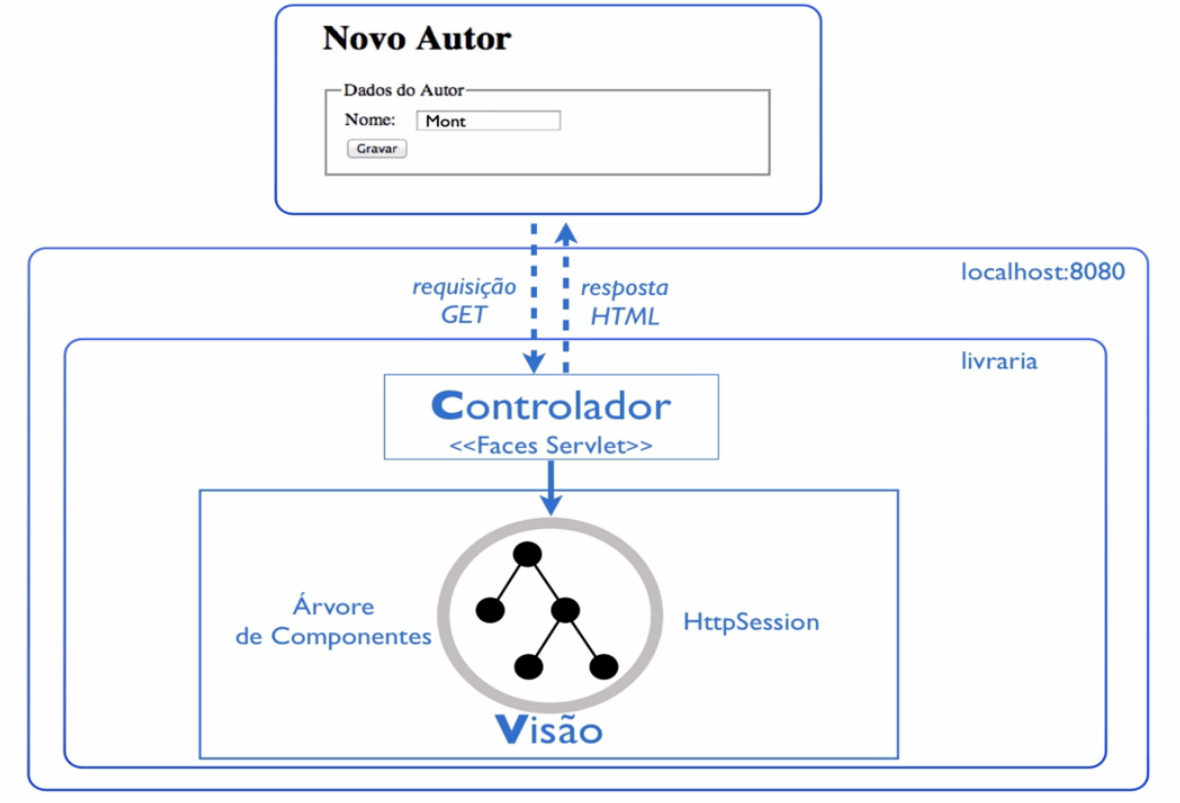 Novo Autor
Dados do Autor
Nome: Mont
Gravar
localhost:8080
requisição
GET
resposta
HTML
livraria
Controlador
<<Faces Servlet>>
Árvore
de Componentes
HttpSession
Visão